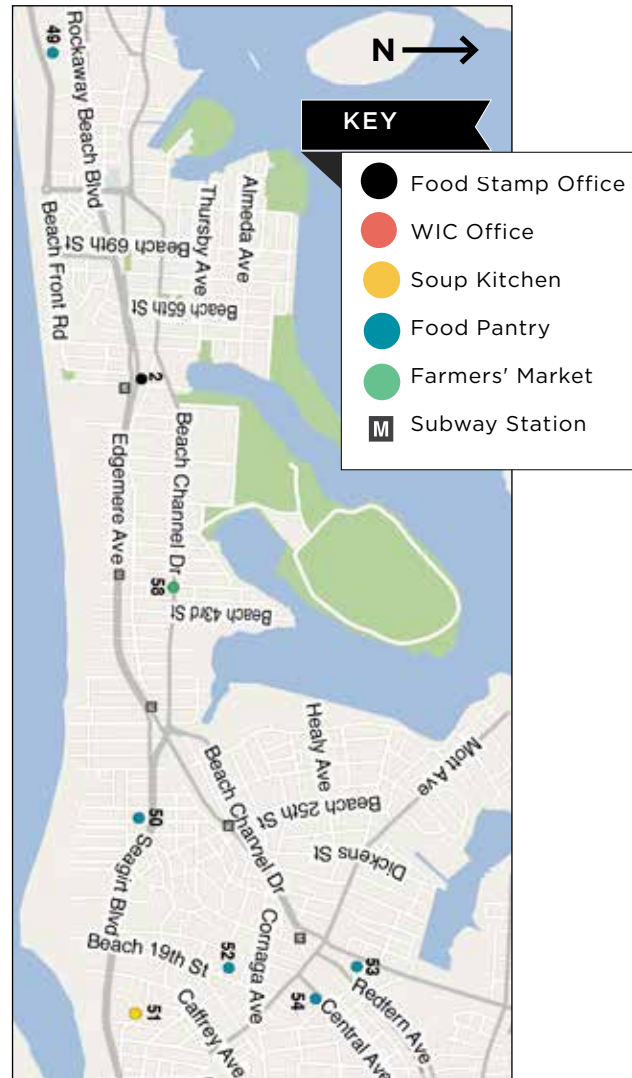 N
KEY
Food Stamp Office
WIC Office
Soup Kitchen
Food Pantry
Farmers' Market
M Subway Station
49
Rockaway Beach Blvd
Beach Front Rd
Beach 69th St
Thursby Ave
Almeda Ave
Beach 65th St
2
Edgemere Ave
Beach Channel Dr
58
Beach 43rd St
Healy Ave
Mott Ave
Beach 25th St
Dickens St
Beach Channel Dr
50
Seagirt Blvd
Beach 19th St
52
Cornaga Ave
53
Redfern Ave
54
Central Ave
Caffrey Ave
51